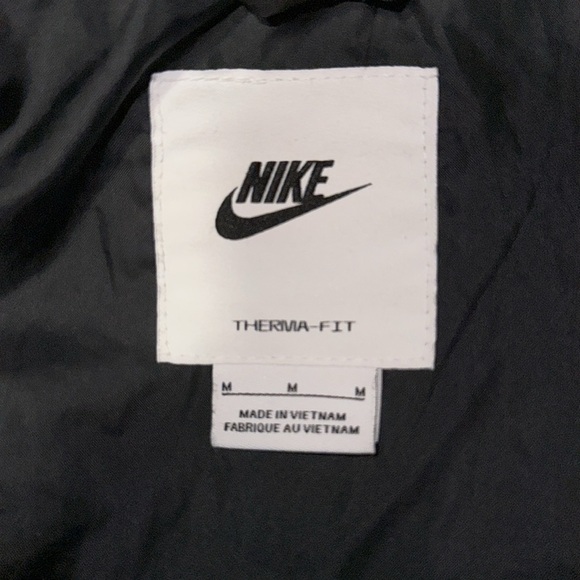 NIKE
THERMA-FIT
M M M
MADE IN VIETNAM
FABRIQUE AU VIETNAM